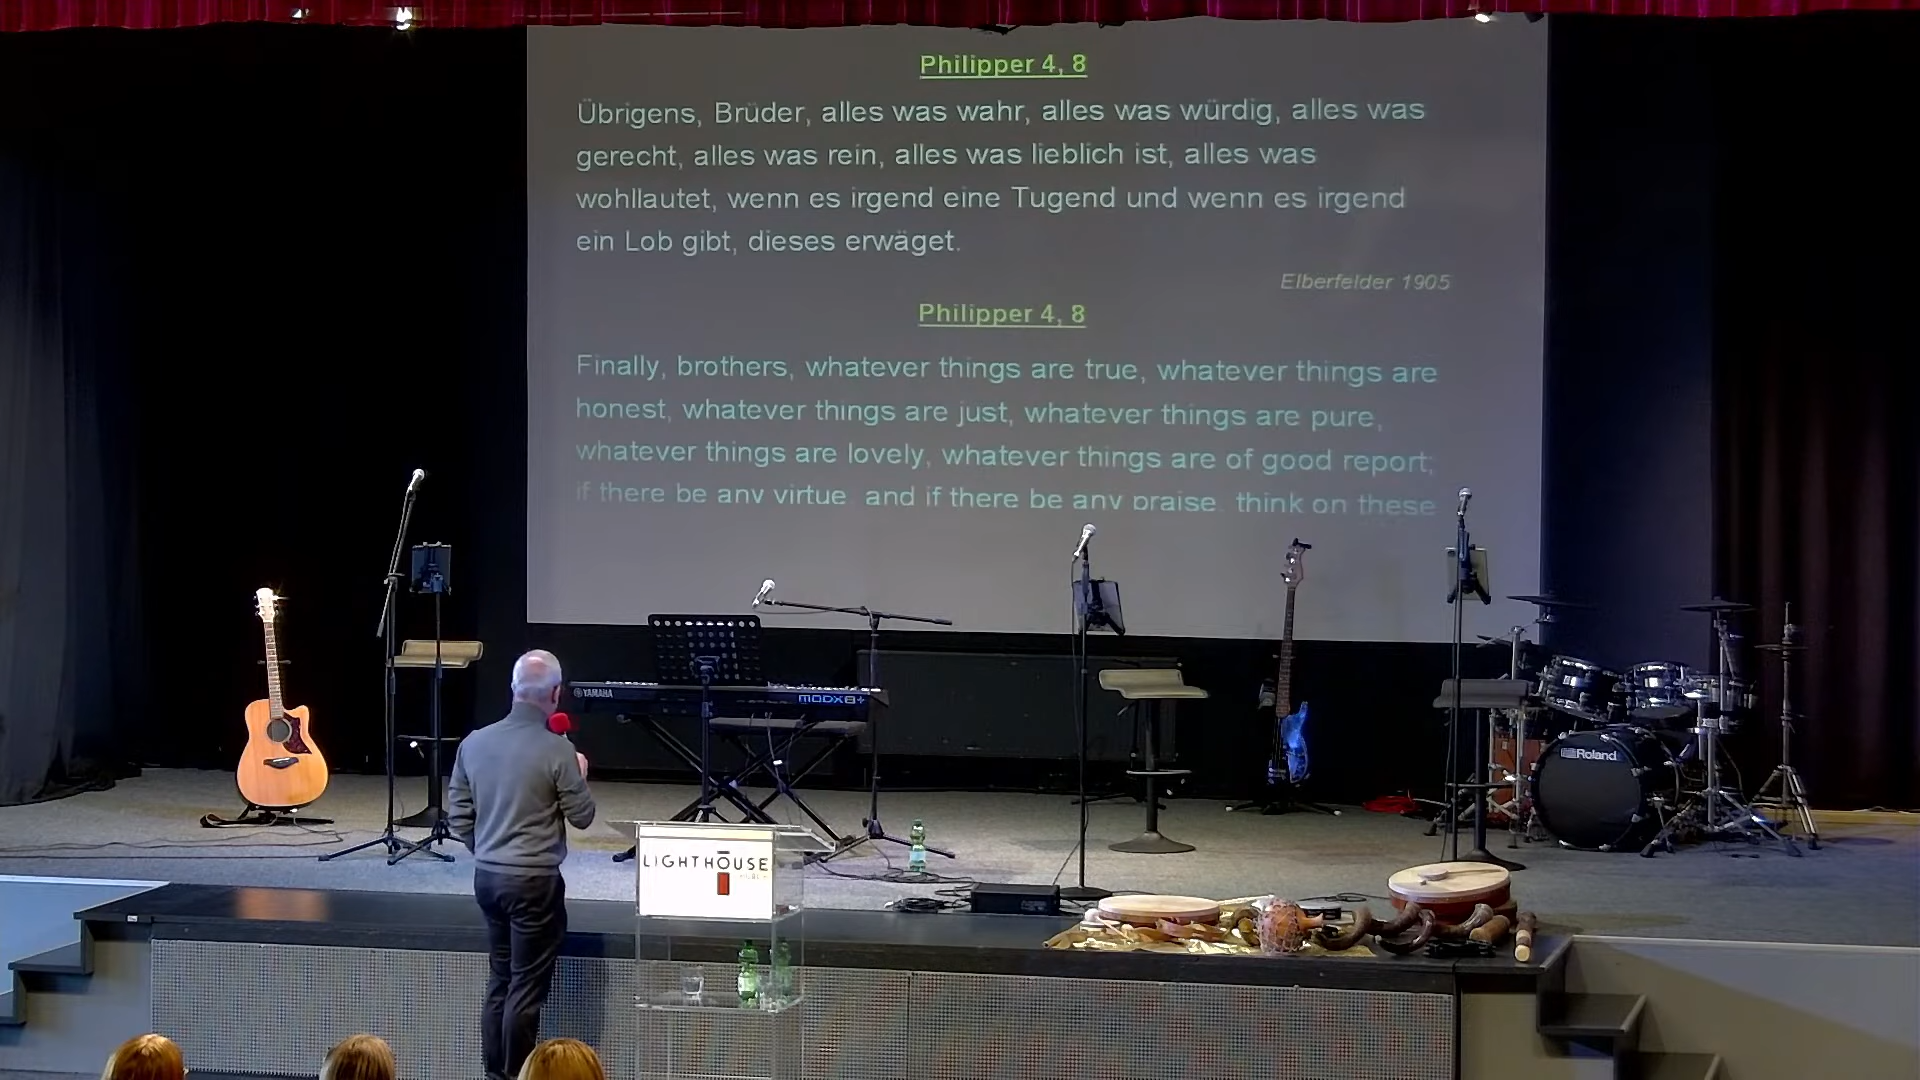 Philipper 4, 8
Übrigens, Brüder, alles was wahr, alles was würdig, alles was
gerecht, alles was rein, alles was lieblich ist, alles was
wohllautet, wenn es irgend eine Tugend und wenn es irgend
ein Lob gibt, dieses erwäget.
Elberfelder 1905
Philipper 4, 8
Finally, brothers, whatever things are true, whatever things are
honest, whatever things are just, whatever things are pure,
whatever things are lovely, whatever things are of good report;
if there be any virtue and if there be any praise think on these
YAMAHA
MODX8+
Roland
LIGHTHOUSE